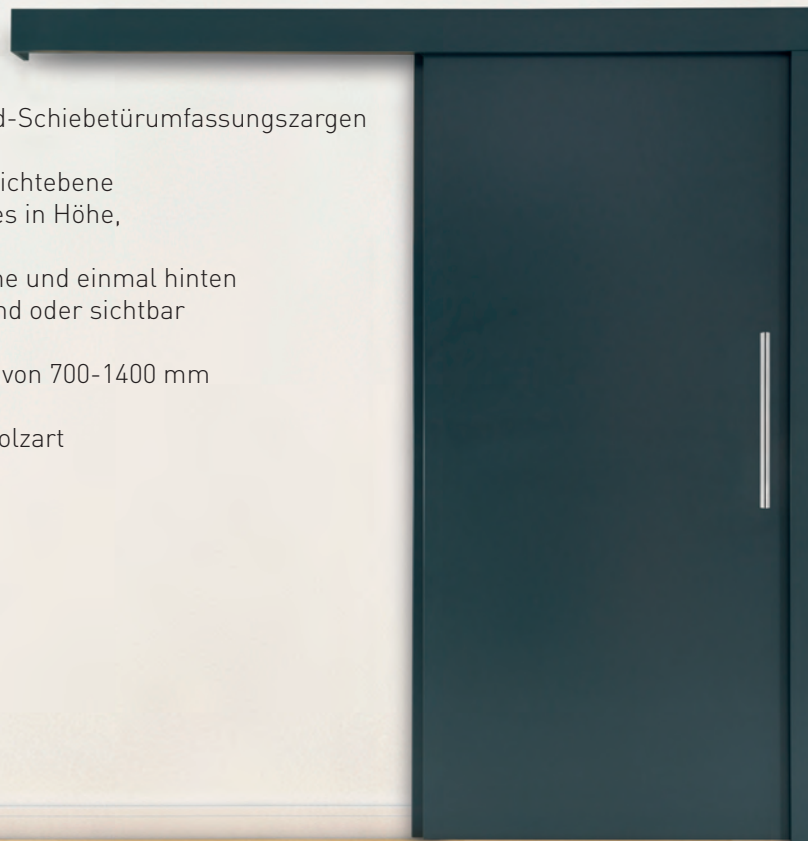 d-Schiebetürumfassungszargen
ichtebene
es in Höhe,
ne und einmal hinten
nd oder sichtbar
von 700-1400 mm
olzart